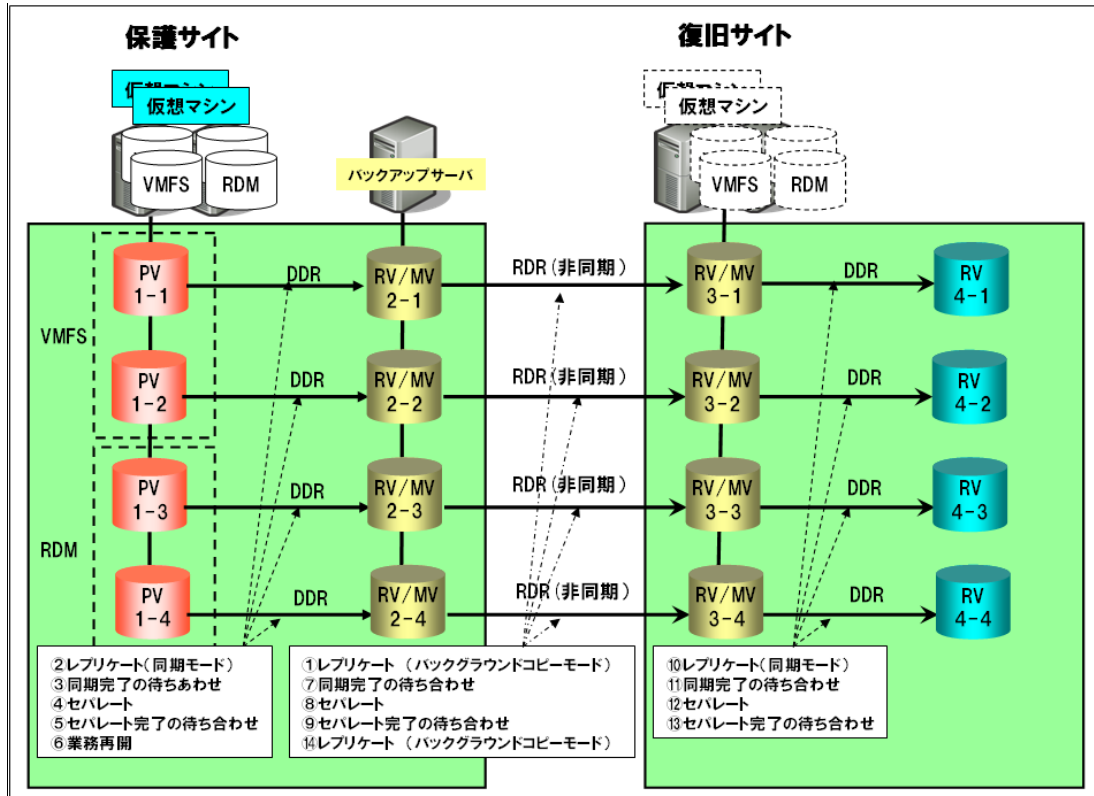 保護サイト
復旧サイト
仮想マシン
仮想マシン
VMFS
RDM
バックアップサーバ
仮想マシン
仮想マシン
VMFS
RDM
VMFS
RDM
PV
1-1
DDR
RV/MV
2-1
RDR(非同期)
RV/MV
3-1
DDR
RV
4-1
PV
1-2
DDR
RV/MV
2-2
RDR(非同期)
RV/MV
3-2
DDR
RV
4-2
PV
1-3
DDR
RV/MV
2-3
RDR(非同期)
RV/MV
3-3
DDR
RV
4-3
PV
1-4
DDR
RV/MV
2-4
RDR(非同期)
RV/MV
3-4
DDR
RV
4-4
②レプリケート(同期モード)
③同期完了の待ちあわせ
④セパレート
⑤セパレート完了の待ち合わせ
⑥業務再開
①レプリケート (バックグラウンドコピーモード)
⑦同期完了の待ち合わせ
⑧セパレート
⑨セパレート完了の待ち合わせ
⑭レプリケート (バックグラウンドコピーモード)
⑩レプリケート(同期モード)
⑪同期完了の待ち合わせ
⑫セパレート
⑬セパレート完了の待ち合わせ